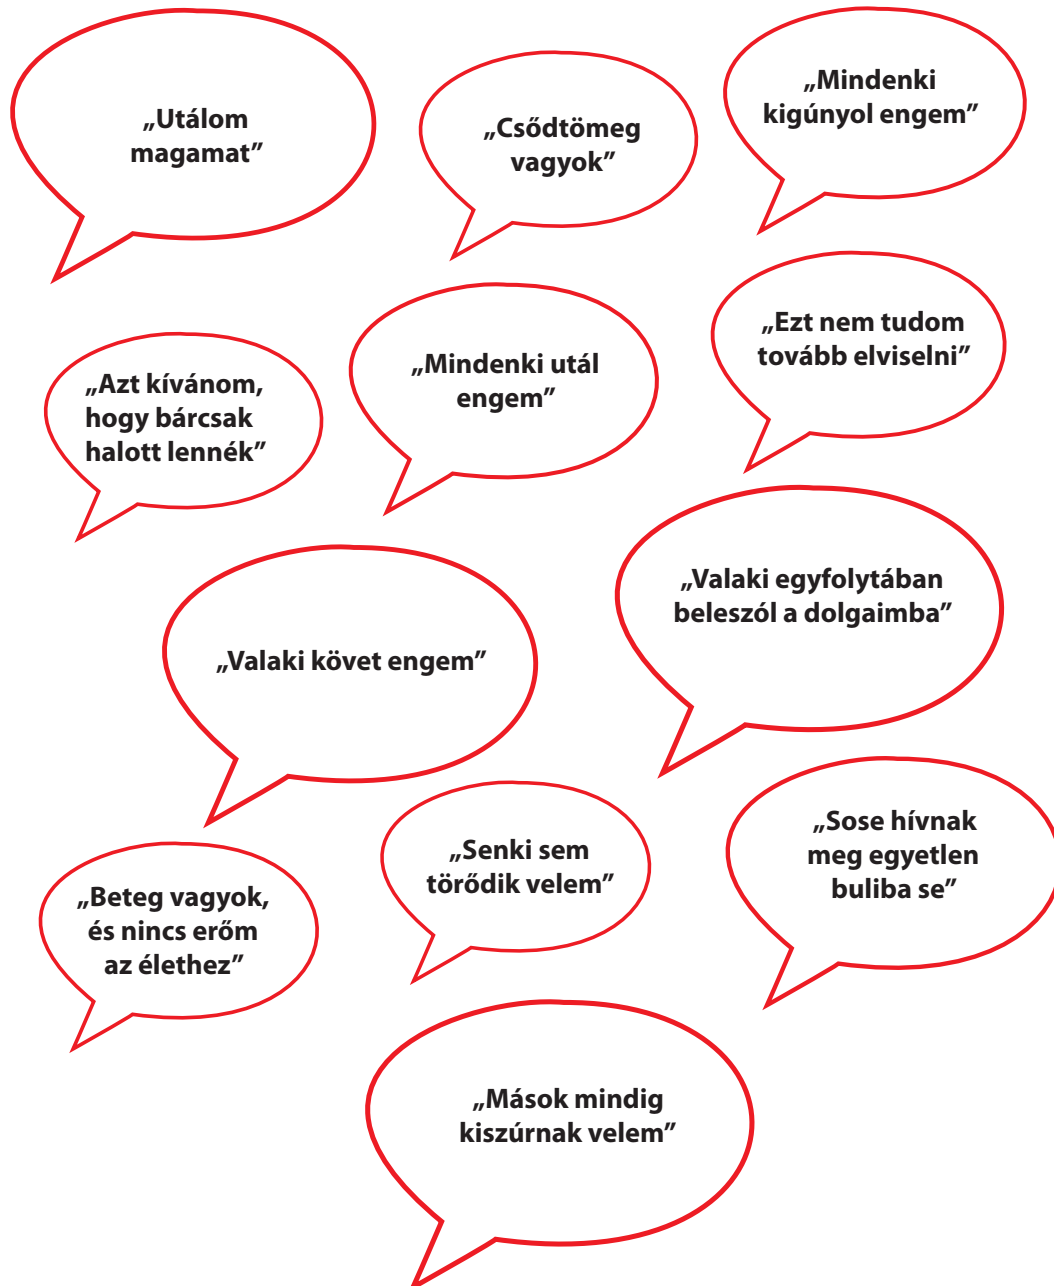 „Utálom
magamat”
„Csődtömeg
vagyok”
„Mindenki
kigúnyol engem”
„Azt kívánom,
hogy bárcsak
halott lennék”
„Mindenki utál
engem”
„Ezt nem tudom
tovább elviselni”
„Valaki követ engem”
„Valaki egyfolytában
beleszól a dolgaimba”
„Beteg vagyok,
és nincs erőm
az élethez”
„Senki sem
törődik velem”
„Sose hívnak
meg egyetlen
buliba se”
„Mások mindig
kiszúrnak velem”